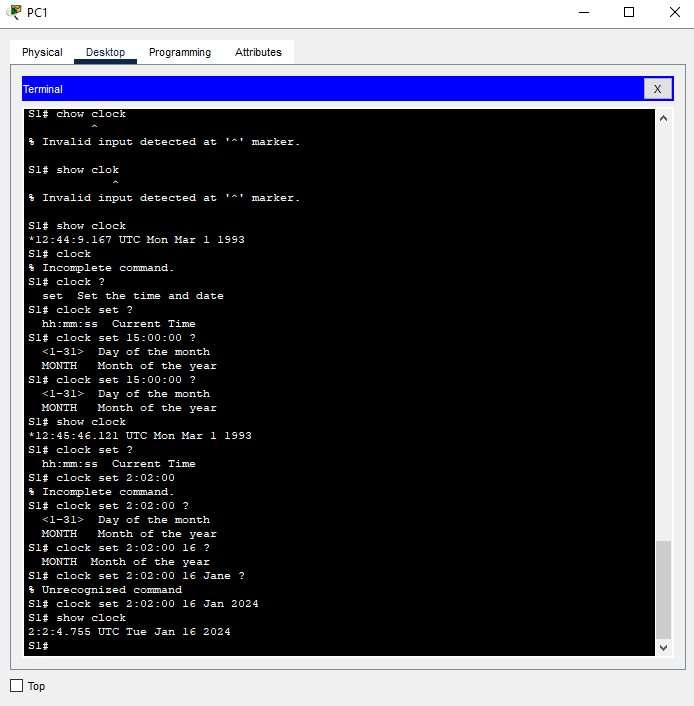 PC1
Physical Desktop Programming Attributes
Terminal X
S1# chow clock
^
% Invalid input detected at '^' marker.
S1# show clok
^
% Invalid input detected at '^' marker.
S1# show clock
*12:44:9.167 UTC Mon Mar 1 1993
S1# clock
% Incomplete command.
S1# clock ?
set Set the time and date
S1# clock set ?
hh:mm:ss Current Time
S1# clock set 15:00:00 ?
<1-31> Day of the month
MONTH Month of the year
S1# clock set 15:00:00 ?
<1-31> Day of the month
MONTH Month of the year
S1# show clock
*12:45:46.121 UTC Mon Mar 1 1993
S1# clock set ?
hh:mm:ss Current Time
S1# clock set 2:02:00
% Incomplete command.
S1# clock set 2:02:00 ?
<1-31> Day of the month
MONTH Month of the year
S1# clock set 2:02:00 16 ?
MONTH Month of the year
S1# clock set 2:02:00 16 Jane ?
% Unrecognized command
S1# clock set 2:02:00 16 Jan 2024
S1# show clock
2:2:4.755 UTC Tue Jan 16 2024
S1#
Top